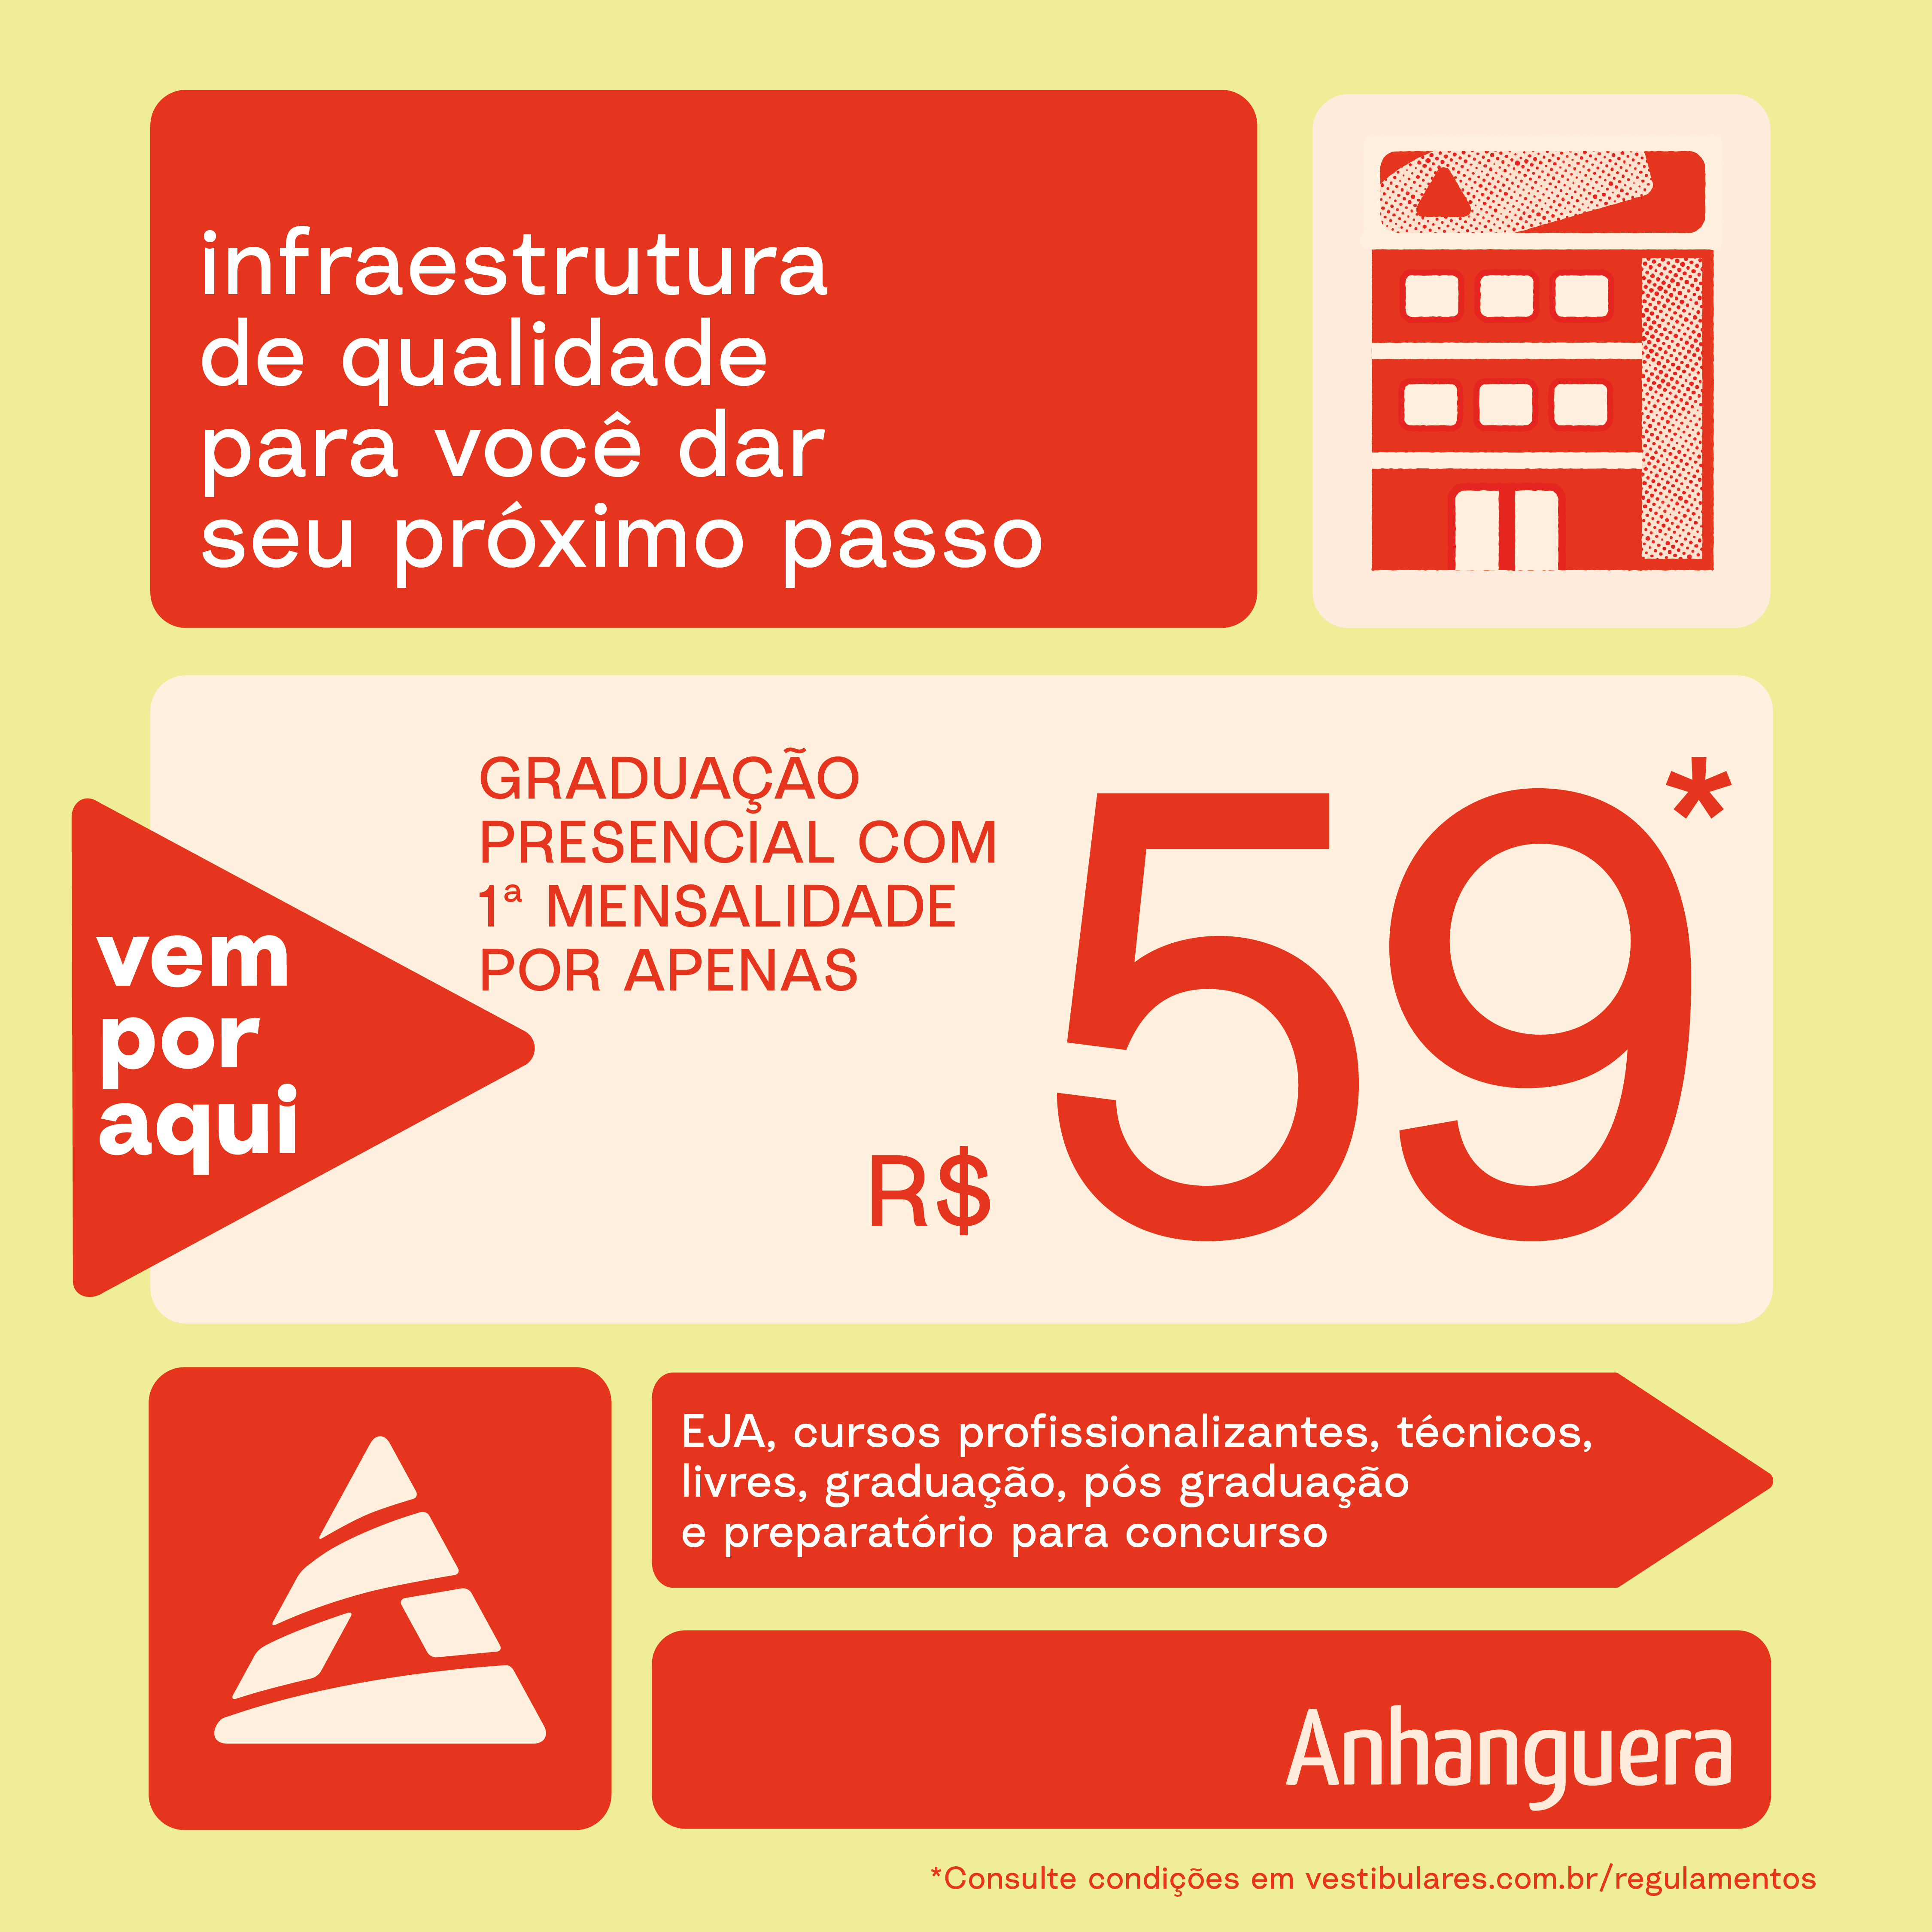 infraestrutura
de qualidade
para você dar
seu próximo passo
vem
por
aqui
GRADUAÇÃO
PRESENCIAL COM
1ª MENSALIDADE
POR APENAS
R$ 59*
EJA, cursos profissionalizantes, técnicos,
livres, graduação, pós graduação
e preparatório para concurso
Anhanguera
*Consulte condições em vestibulares.com.br/regulamentos